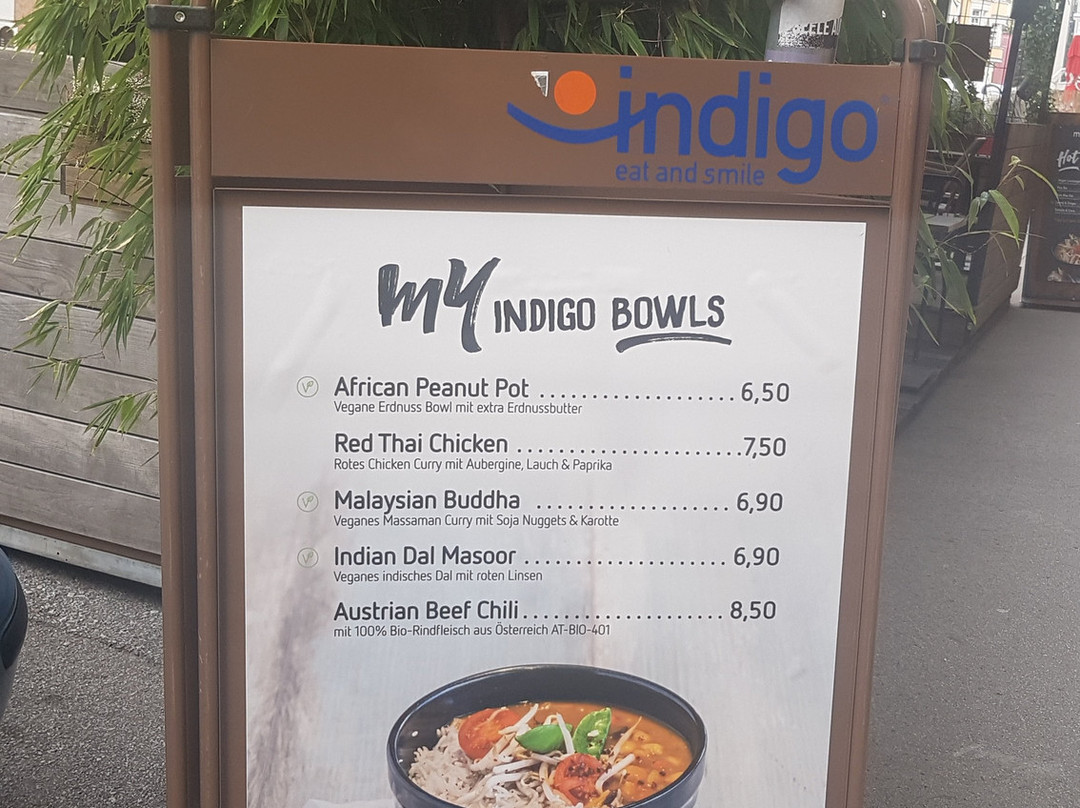 indigo
eat and smile
my INDIGO BOWLS
African Peanut Pot .................. 6,50
Vegane Erdnuss Bowl mit extra Erdnussbutter
Red Thai Chicken .....................7,50
Rotes Chicken Curry mit Aubergine, Lauch & Paprika
Malaysian Buddha .................. 6,90
Veganes Massaman Curry mit Soja Nuggets & Karotte
Indian Dal Masoor ................... 6,90
Veganes indisches Dal mit roten Linsen
Austrian Beef Chili................... 8,50
mit 100% Bio-Rindfleisch aus Österreich AT-BIO-401
Hot